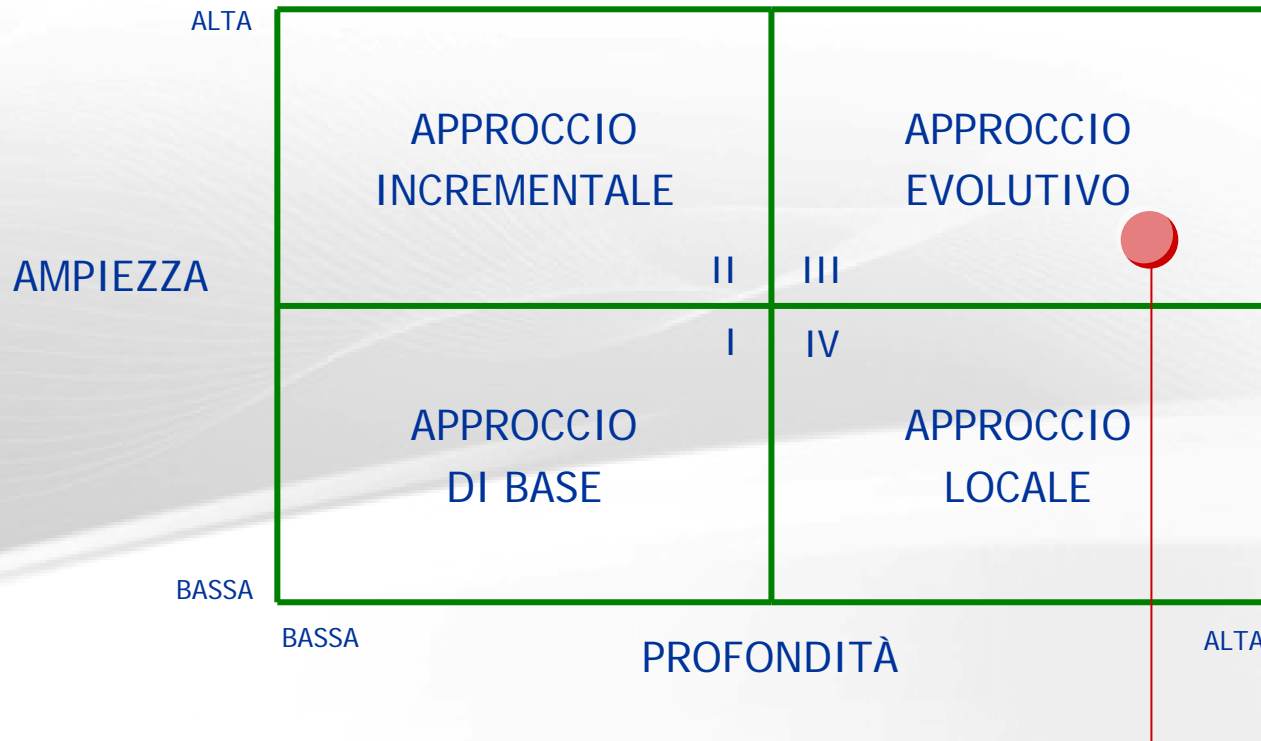 ALTA
APPROCCIO
INCREMENTALE
APPROCCIO
EVOLUTIVO
AMPIEZZA
II
III
I
IV
APPROCCIO
DI BASE
APPROCCIO
LOCALE
BASSA
BASSA
PROFONDITÀ
ALTA